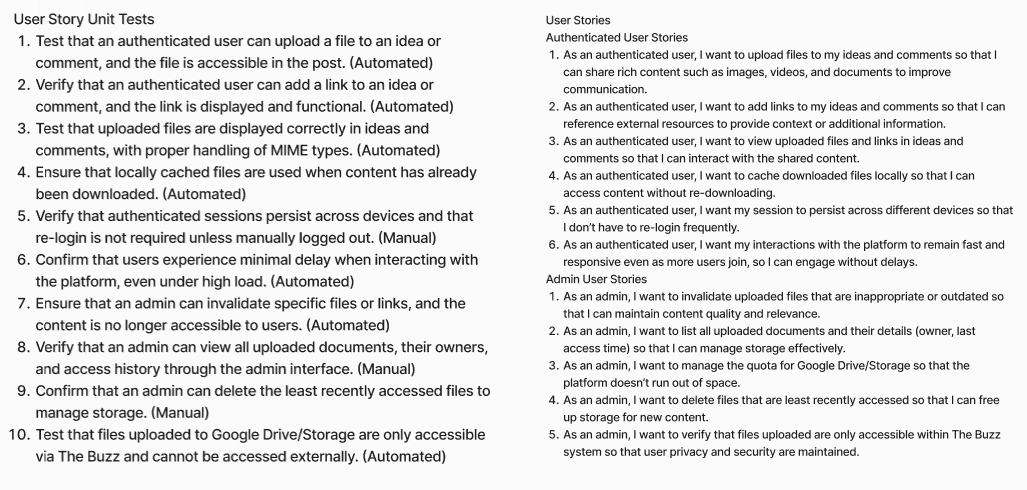 User Story Unit Tests
1. Test that an authenticated user can upload a file to an idea or
comment, and the file is accessible in the post. (Automated)
2. Verify that an authenticated user can add a link to an idea or
comment, and the link is displayed and functional. (Automated)
3. Test that uploaded files are displayed correctly in ideas and
comments, with proper handling of MIME types. (Automated)
4. Ensure that locally cached files are used when content has already
been downloaded. (Automated)
5. Verify that authenticated sessions persist across devices and that
re-login is not required unless manually logged out. (Manual)
6. Confirm that users experience minimal delay when interacting with
the platform, even under high load. (Automated)
7. Ensure that an admin can invalidate specific files or links, and the
content is no longer accessible to users. (Automated)
8. Verify that an admin can view all uploaded documents, their owners,
and access history through the admin interface. (Manual)
9. Confirm that an admin can delete the least recently accessed files to
manage storage. (Manual)
10. Test that files uploaded to Google Drive/Storage are only accessible
via The Buzz and cannot be accessed externally. (Automated)
User Stories
Authenticated User Stories
1. As an authenticated user, I want to upload files to my ideas and comments so that I
can share rich content such as images, videos, and documents to improve
communication.
2. As an authenticated user, I want to add links to my ideas and comments so that I can
reference external resources to provide context or additional information.
3. As an authenticated user, I want to view uploaded files and links in ideas and
comments so that I can interact with the shared content.
4. As an authenticated user, I want to cache downloaded files locally so that I can
access content without re-downloading.
5. As an authenticated user, I want my session to persist across different devices so that
I don't have to re-login frequently.
6. As an authenticated user, I want my interactions with the platform to remain fast and
responsive even as more users join, so I can engage without delays.
Admin User Stories
1. As an admin, I want to invalidate uploaded files that are inappropriate or outdated so
that I can maintain content quality and relevance.
2. As an admin, I want to list all uploaded documents and their details (owner, last
access time) so that I can manage storage effectively.
3. As an admin, I want to manage the quota for Google Drive/Storage so that the
platform doesn't run out of space.
4. As an admin, I want to delete files that are least recently accessed so that I can free
up storage for new content.
5. As an admin, I want to verify that files uploaded are only accessible within The Buzz
system so that user privacy and security are maintained.